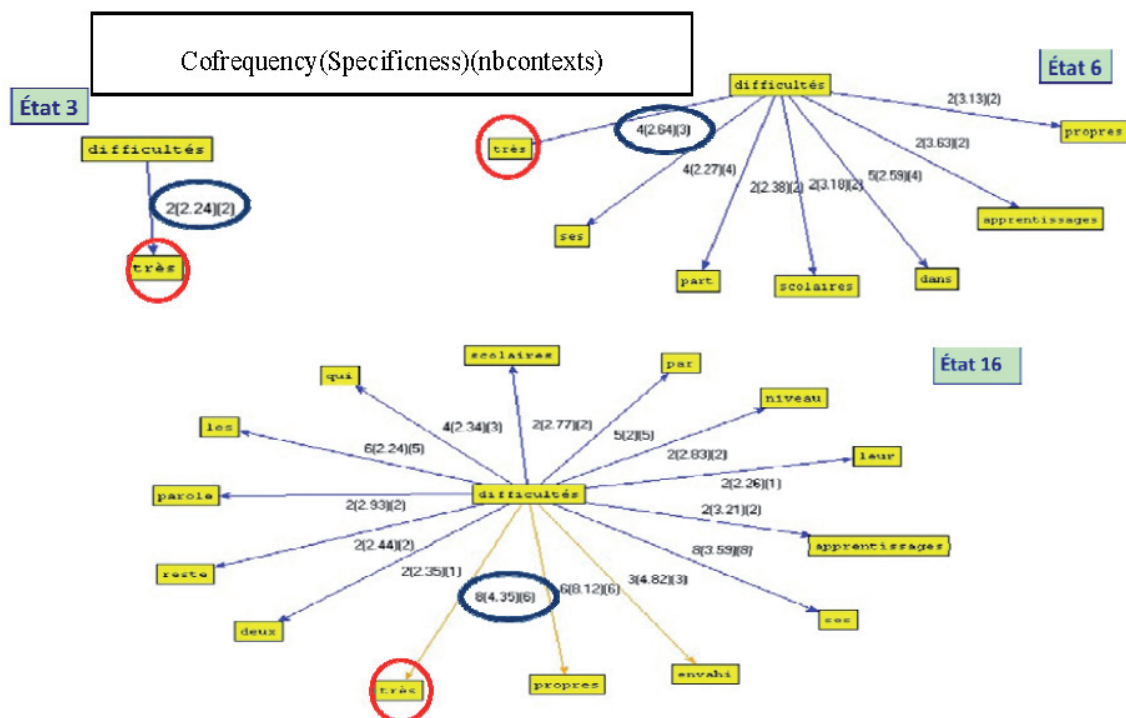 Cofrequency(Specificness)(nbcontexts)
État 3
difficultés
2(2.24)(2)
très
État 6
difficultés
2(3.13)(2)
propres
4(2.64)(3)
très
2(3.63)(2)
4(2.27)(4)
2(2.38)(2)
2(3.18)(2)
5(2.59)(4)
apprentissages
ses
part
scolaires
dans
État 16
scolaires
par
qui
niveau
les
4(2.34)(3)
2(2.77)(2)
5(2)(5)
6(2.24)(5)
2(2.83)(2)
leur
2(2.26)(1)
parole
difficultés
2(2.93)(2)
2(3.21)(2)
apprentissages
2(2.44)(2)
8(3.59)(8)
reste
2(2.35)(1)
8(4.35)(6)
6(8.12)(6)
3(4.82)(3)
ses
deux
très
propres
envahi